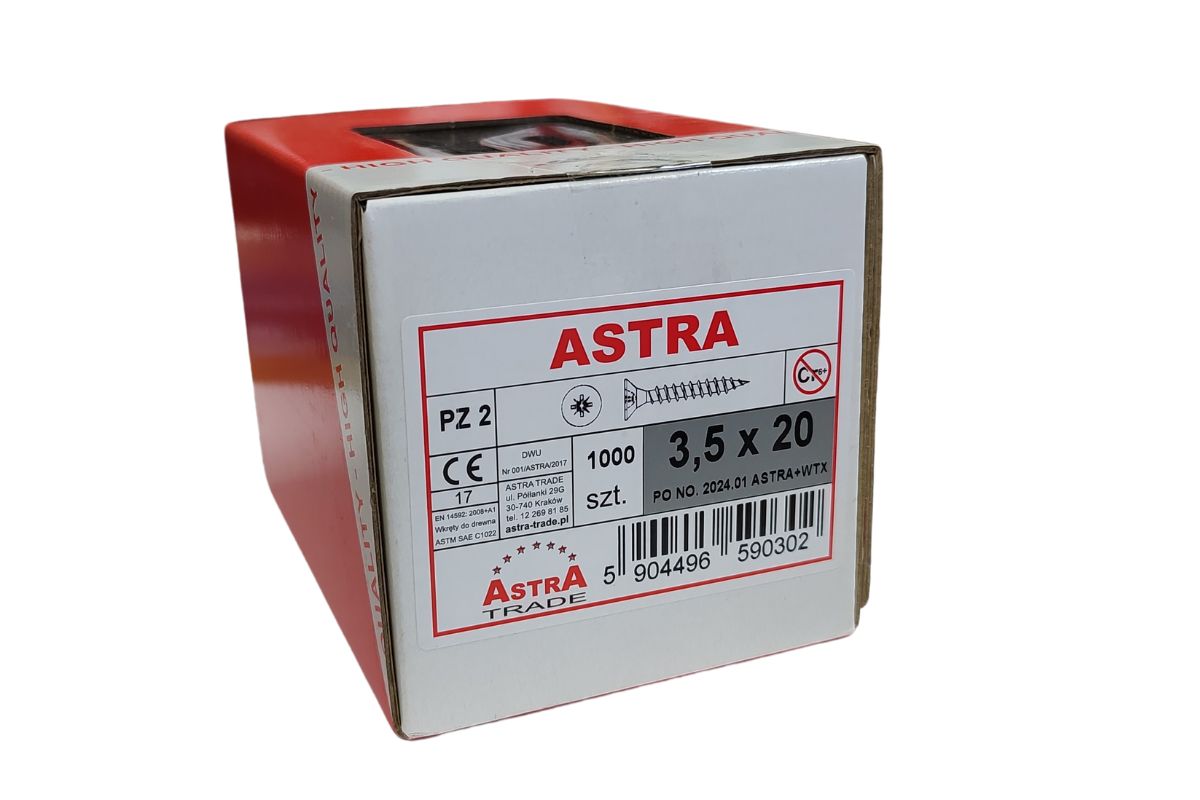 - HIGH QUALITY - HIGH QUA
QUALITY - HIGH QUALITY -
ASTRA
PZ 2
Cr6+
CE
17
EN 14592: 2008+A1
Wkręty do drewna
ASTM SAE C1022
DWU
Nr 001/ASTRA/2017
ASTRA TRADE
ul. Półłanki 29G
30-740 Kraków
tel. 12 269 81 85
astra-trade.pl
1000
szt.
3,5 x 20
PO NO. 2024.01 ASTRA+WTX
ASTRA
TRADE
5 904496 590302